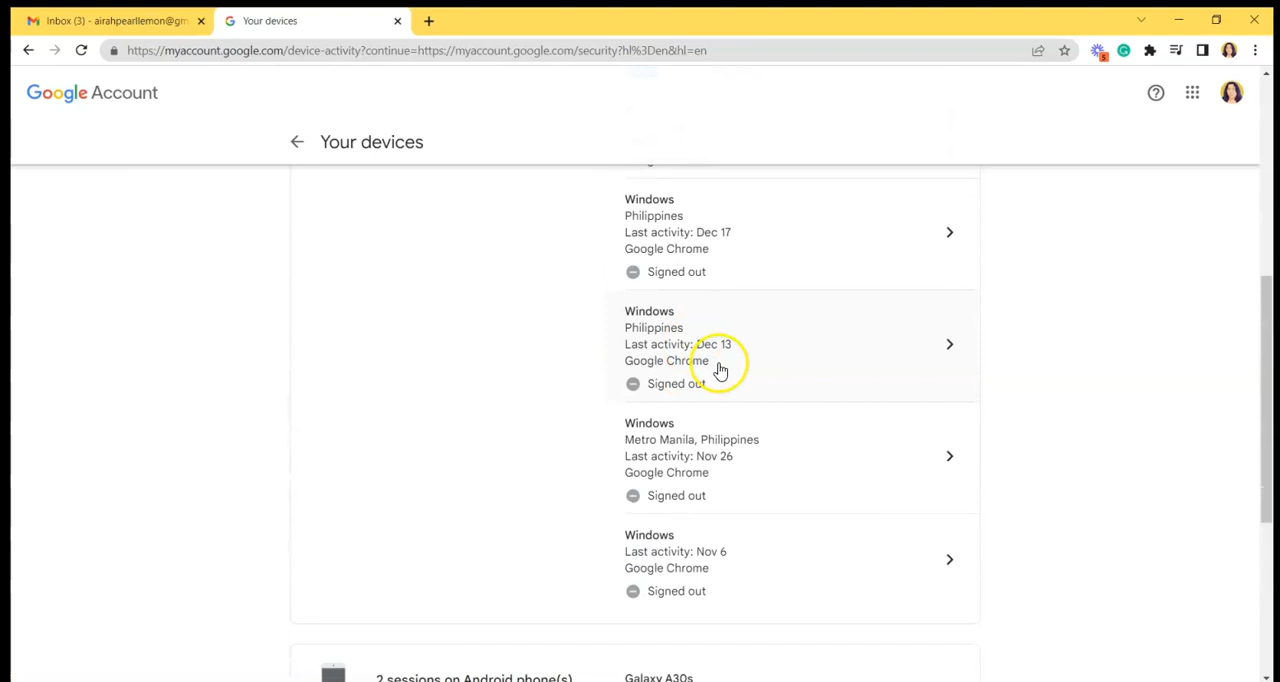 Inbox (3) - airahpearllemon@gm
Your devices
https://myaccount.google.com/device-activity?continue=https://myaccount.google.com/security?hl%3Den&hl=en
5
Google Account
Your devices
Windows
Philippines
Last activity: Dec 17
Google Chrome
Signed out
Windows
Philippines
Last activity: Dec 13
Google Chrome
Signed out
Windows
Metro Manila, Philippines
Last activity: Nov 26
Google Chrome
Signed out
Windows
Last activity: Nov 6
Google Chrome
Signed out
2 sessions on Android phone(s)
Galaxy A30s